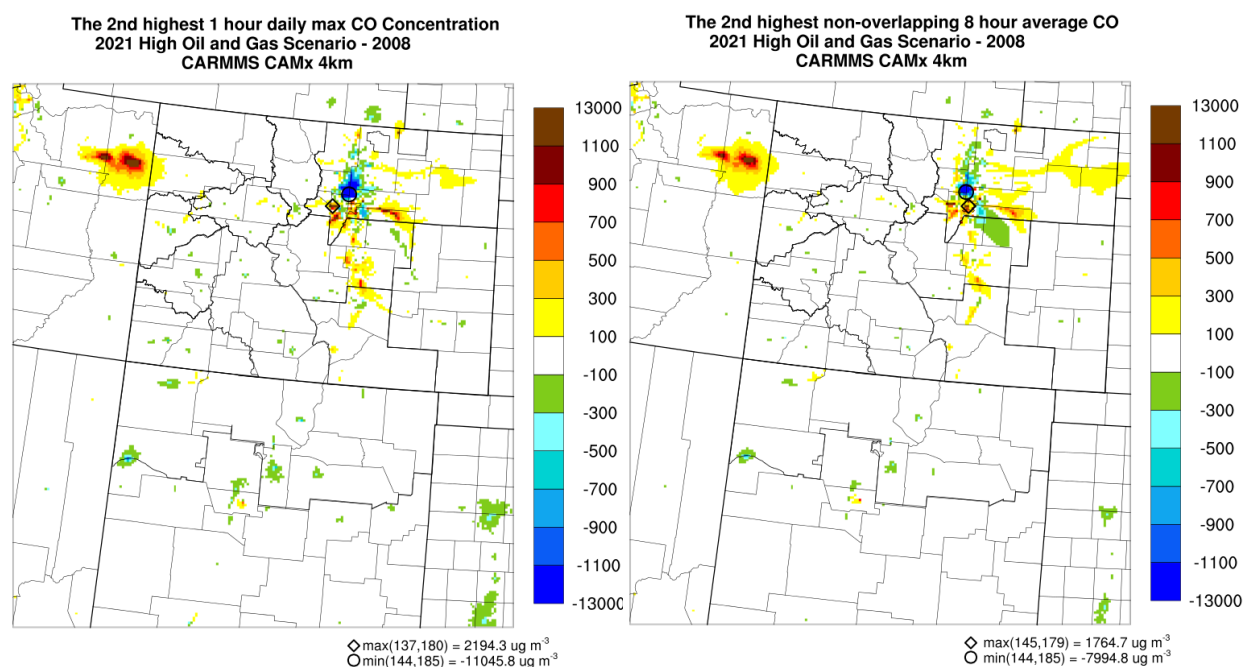 The 2nd highest 1 hour daily max CO Concentration
2021 High Oil and Gas Scenario - 2008
CARMMS CAMx 4km
13000
1100
900
700
500
300
100
-100
-300
-500
-700
-900
-1100
-13000
max(137,180) = 2194.3 ug m-3
min(144,185) = -11045.8 ug m-3
The 2nd highest non-overlapping 8 hour average CO
2021 High Oil and Gas Scenario - 2008
CARMMS CAMx 4km
13000
1100
900
700
500
300
100
-100
-300
-500
-700
-900
-1100
-13000
max(145,179) = 1764.7 ug m-3
min(144,185) = -7994.8 ug m-3